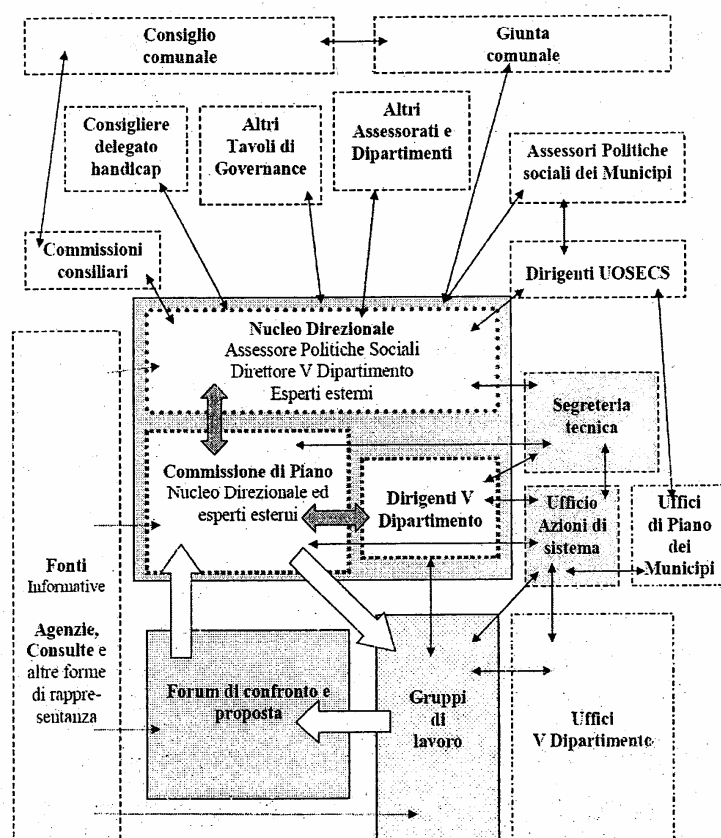 Consiglio
comunale
Giunta
comunale
Consigliere
delegato
handicap
Altri
Tavoli di
Governance
Altri
Assessorati e
Dipartimenti
Assessori Politiche
sociali dei Municipi
Commissioni
consiliari
Dirigenti UOSECS
Nucleo Direzionale
Assessore Politiche Sociali
Direttore V Dipartimento
Esperti esterni
Segreteria
tecnica
Commissione di Piano
Nucleo Direzionale ed
esperti esterni
Dirigenti V
Dipartimento
Ufficio
Azioni di
sistema
Uffici
di Piano
dei
Municipi
Fonti
Informative
Agenzie,
Consulte e
altre forme
di rappre-
sentanza
Forum di confronto e
proposta
Gruppi
di
lavoro
Uffici
V Dipartimento